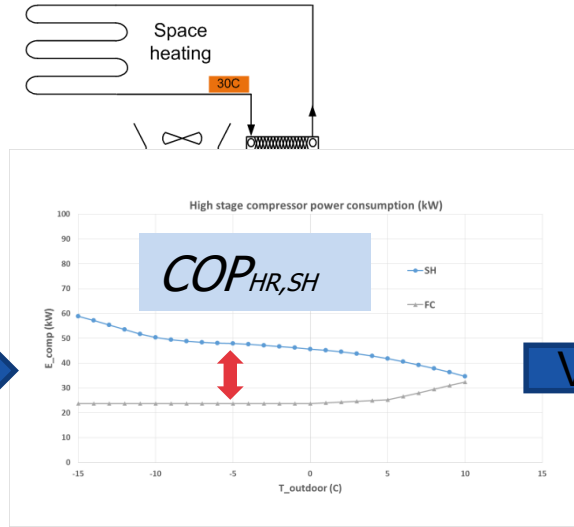 Space
heating
30C
High stage compressor power consumption (kW)
COPHR,SH
SH
FC
E_comp (kW)
100
90
80
70
60
50
40
30
20
10
0
-15 -10 -5 0 5 10 15
T_outdoor (C)